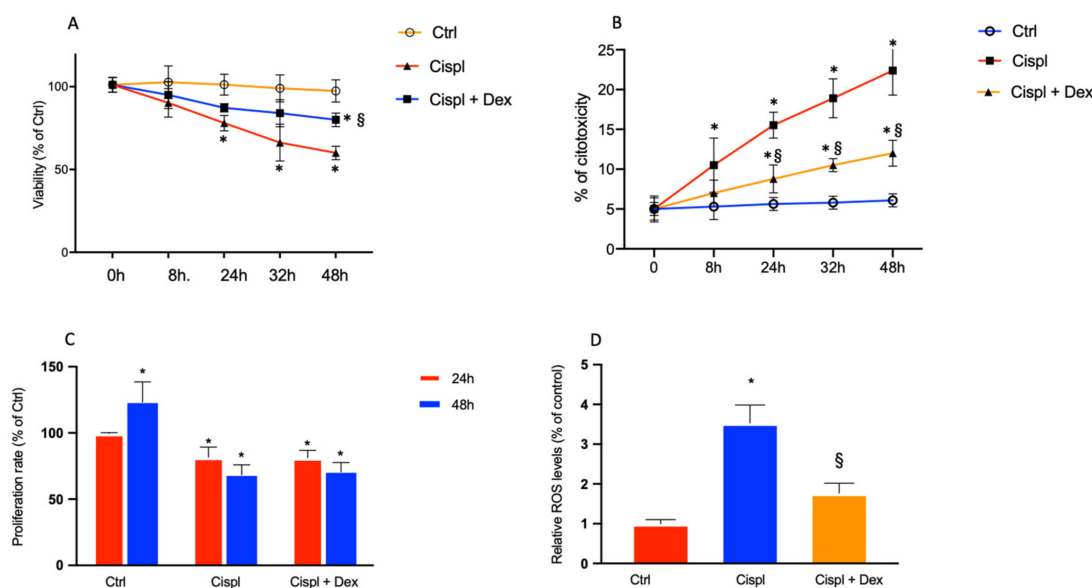 A
Ctrl
Cispl
Cispl + Dex
Viability (% of Ctrl)
100
50
0
* §
*
*
*
0h
8h.
24h
32h
48h
B
Ctrl
Cispl
Cispl + Dex
% of citotoxicity
25
20
15
10
5
0
*
*
*
*
*
*§
*§
*§
0
8h
24h
32h
48h
C
24h
48h
Proliferation rate (% of Ctrl)
150
100
50
0
*
*
*
*
*
Ctrl
Cispl
Cispl + Dex
D
Relative ROS levels (% of control)
5
4
3
2
1
0
*
§
Ctrl
Cispl
Cispl + Dex